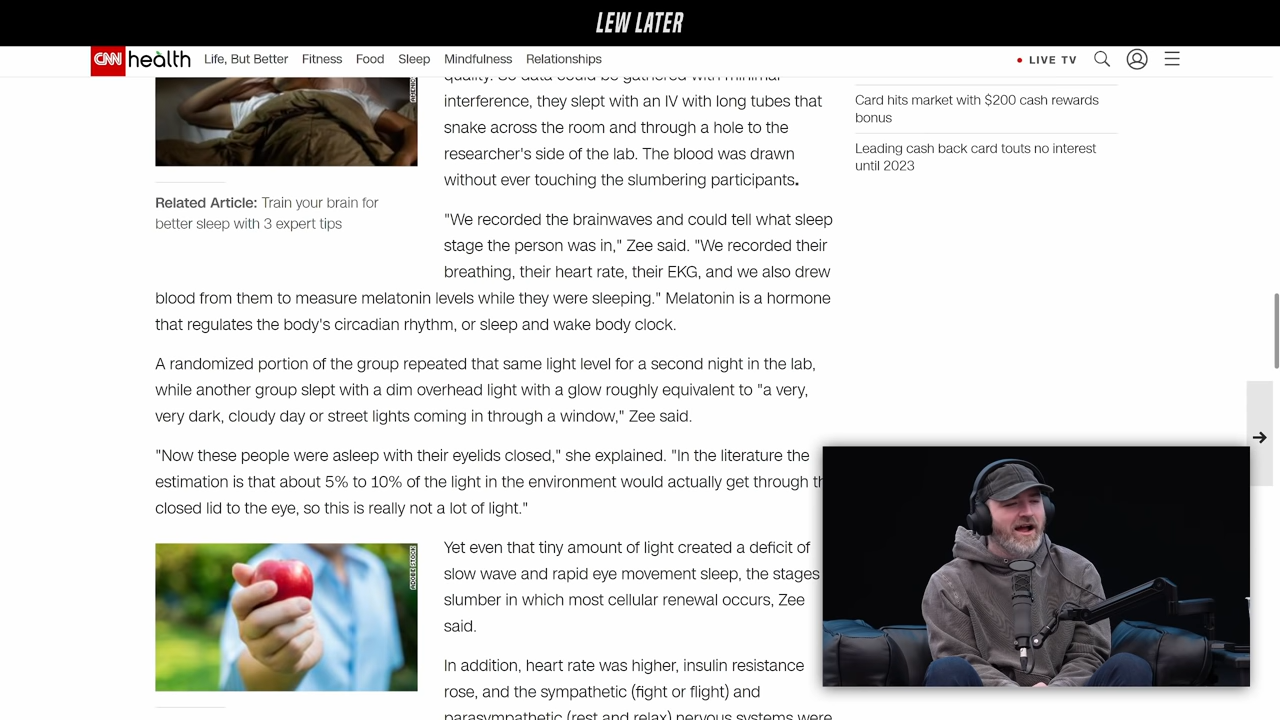 LEW LATER
CNN health Life, But Better Fitness Food Sleep Mindfulness Relationships LIVE TV
quality. So data could be gathered with minimal
interference, they slept with an IV with long tubes that
snake across the room and through a hole to the
researcher's side of the lab. The blood was drawn
without ever touching the slumbering participants.
Related Article: Train your brain for
better sleep with 3 expert tips
"We recorded the brainwaves and could tell what sleep
stage the person was in," Zee said. "We recorded their
breathing, their heart rate, their EKG, and we also drew
blood from them to measure melatonin levels while they were sleeping." Melatonin is a hormone
that regulates the body's circadian rhythm, or sleep and wake body clock.
A randomized portion of the group repeated that same light level for a second night in the lab,
while another group slept with a dim overhead light with a glow roughly equivalent to "a very,
very dark, cloudy day or street lights coming in through a window," Zee said.
"Now these people were asleep with their eyelids closed," she explained. "In the literature the
estimation is that about 5% to 10% of the light in the environment would actually get through
closed lid to the eye, so this is really not a lot of light."
ADOBE STOCK
Yet even that tiny amount of light created a deficit of
slow wave and rapid eye movement sleep, the stages
slumber in which most cellular renewal occurs, Zee
said.
In addition, heart rate was higher, insulin resistance
rose, and the sympathetic (fight or flight) and
parasympathetic (rest and relax) nervous systems were
Card hits market with $200 cash rewards
bonus
Leading cash back card touts no interest
until 2023